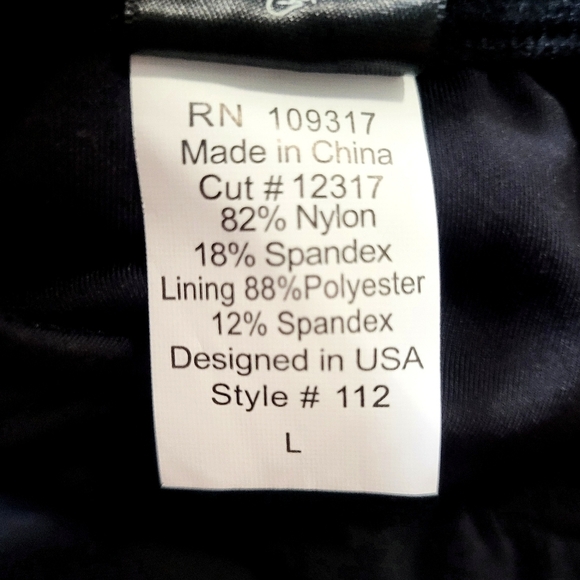 RN 109317
Made in China
Cut # 12317
82% Nylon
18% Spandex
Lining 88%Polyester
12% Spandex
Designed in USA
Style # 112
L